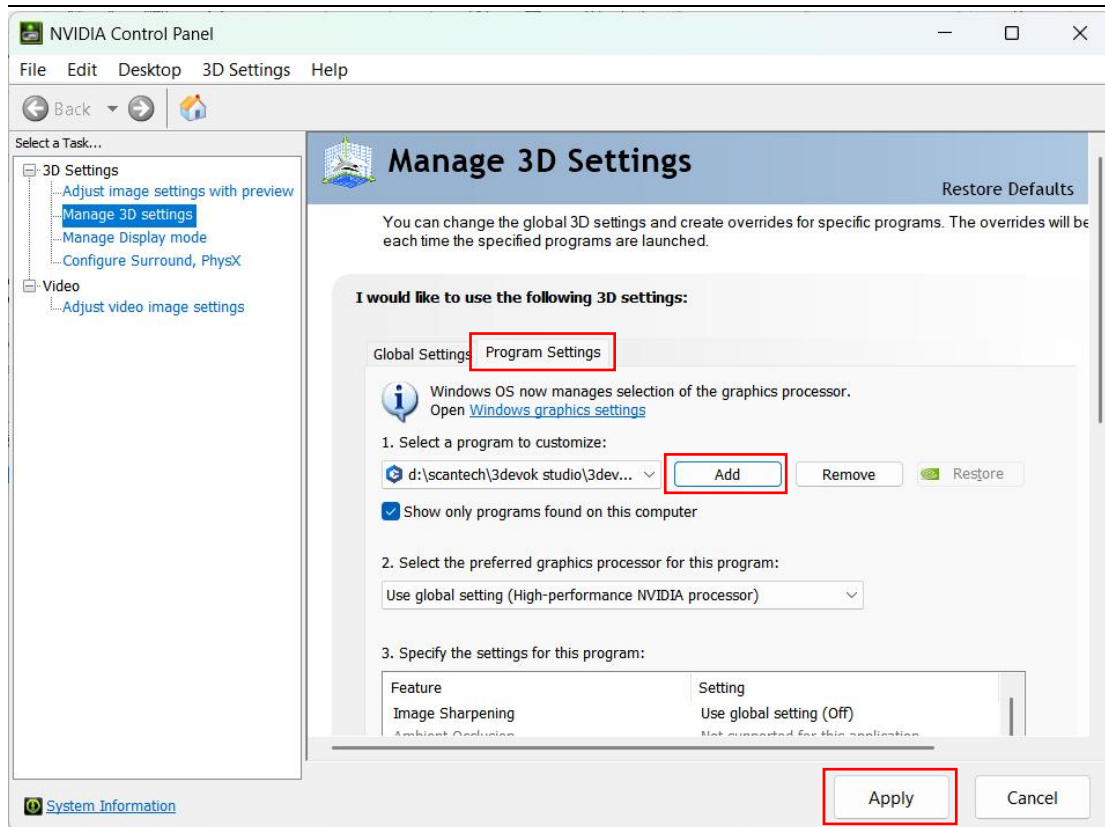 NVIDIA Control Panel
File Edit Desktop 3D Settings Help
Back
Select a Task...
3D Settings
Adjust image settings with preview
Manage 3D settings
Manage Display mode
Configure Surround, PhysX
Video
Adjust video image settings
System Information
Manage 3D Settings
Restore Defaults
You can change the global 3D settings and create overrides for specific programs. The overrides will be
each time the specified programs are launched.
I would like to use the following 3D settings:
Global Settings Program Settings
Windows OS now manages selection of the graphics processor.
Open Windows graphics settings
1. Select a program to customize:
d:\scantech\3devok studio\3dev... Add Remove Restore
Show only programs found on this computer
2. Select the preferred graphics processor for this program:
Use global setting (High-performance NVIDIA processor)
3. Specify the settings for this program:
Feature Setting
Image Sharpening Use global setting (Off)
Ambient Occlusion Not supported for this application
Apply Cancel